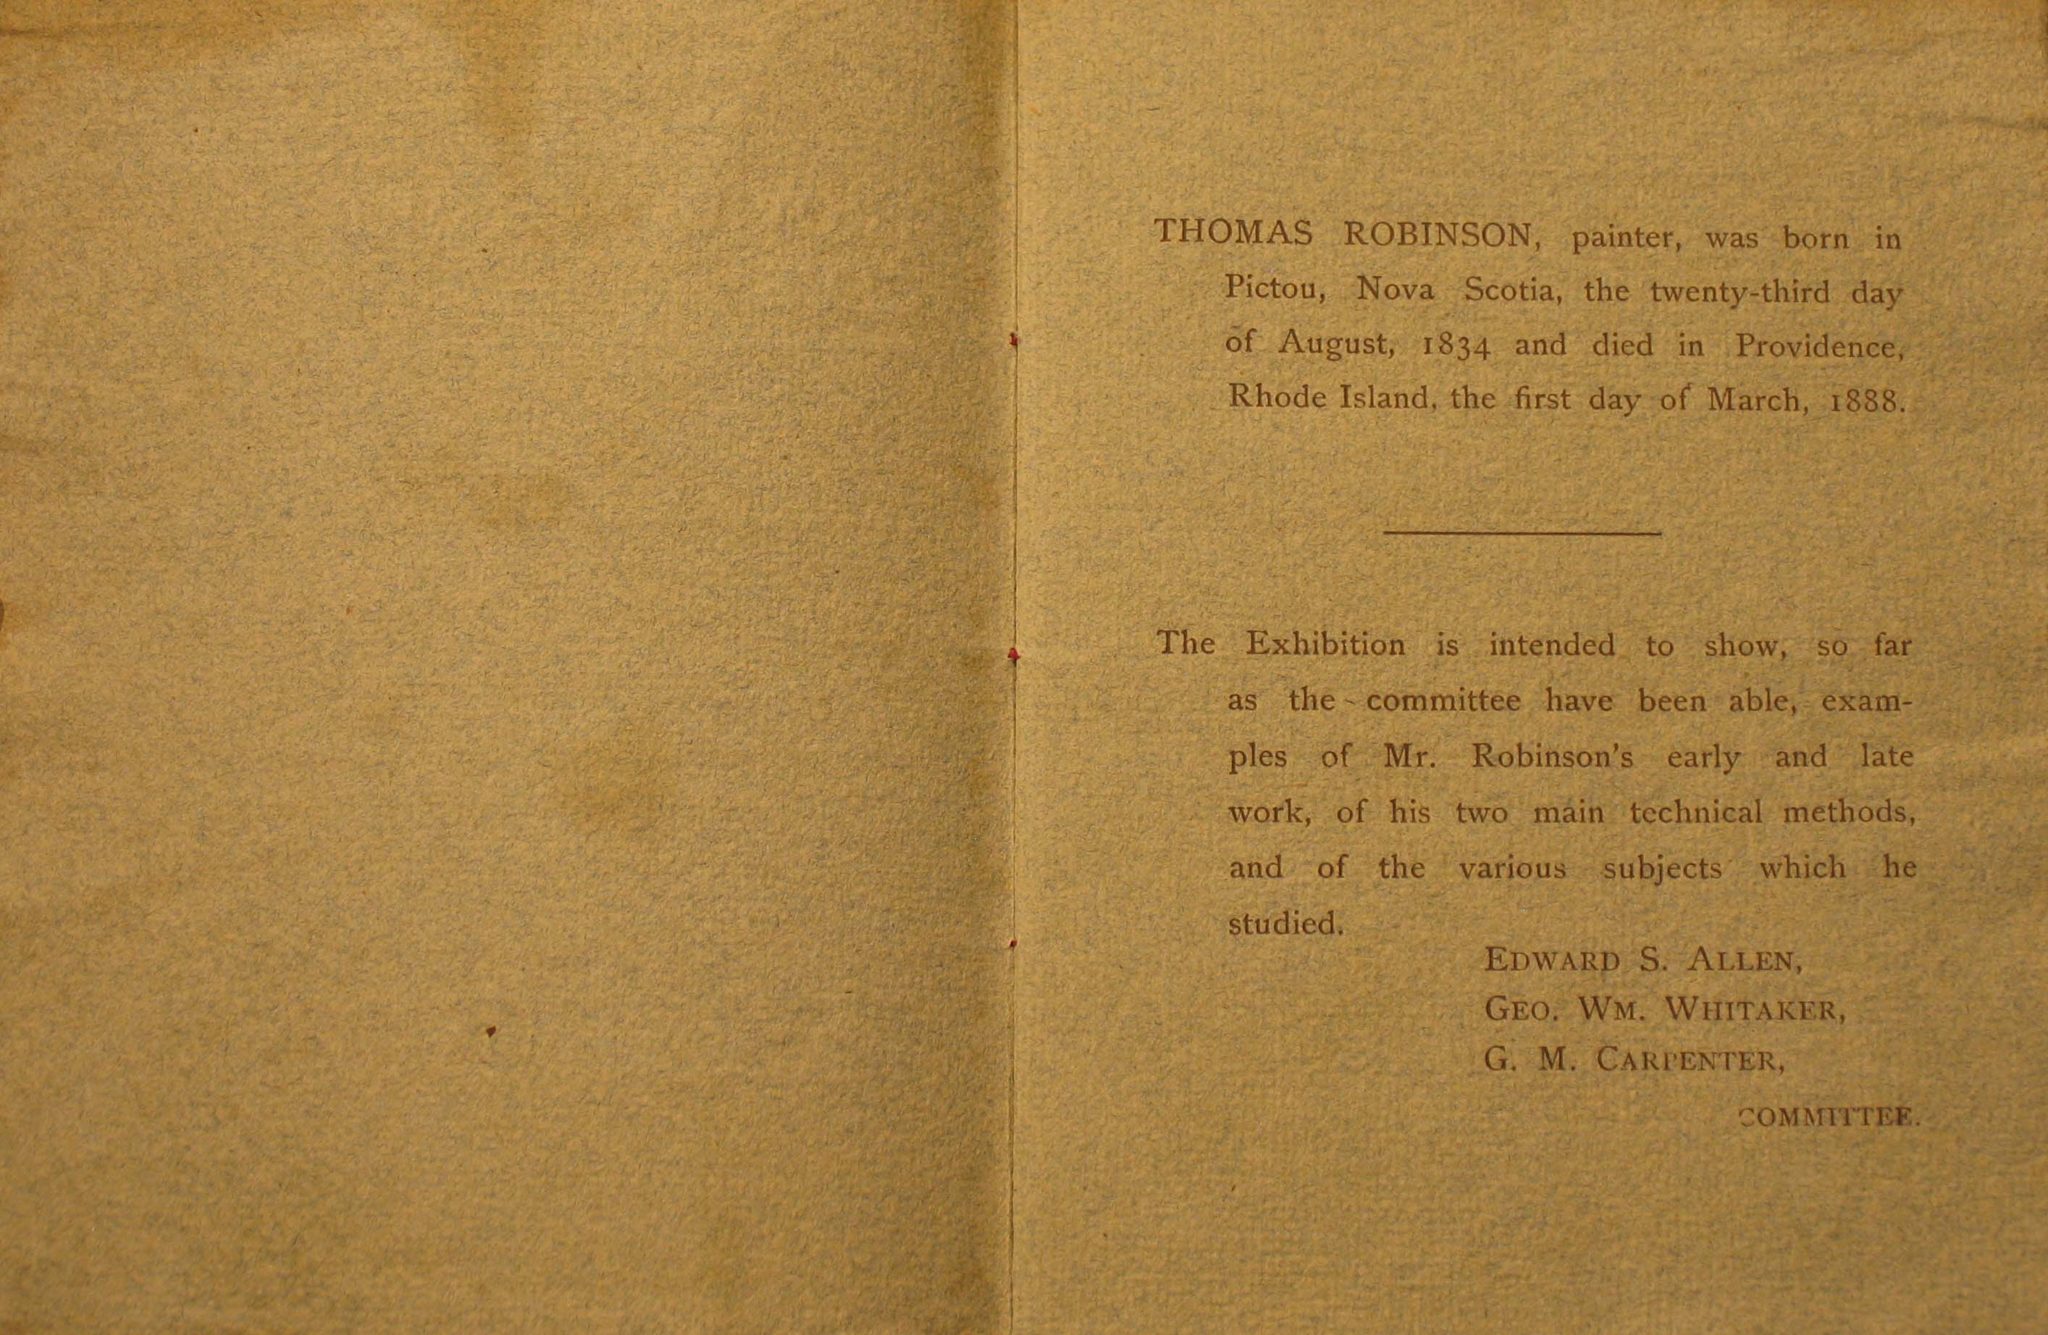 THOMAS ROBINSON, painter, was born in
Pictou, Nova Scotia, the twenty-third day
of August, 1834 and died in Providence,
Rhode Island, the first day of March, 1888.
The Exhibition is intended to show, so far
as the committee have been able, exam-
ples of Mr. Robinson's early and late
work, of his two main technical methods,
and of the various subjects which he
studied.
EDWARD S. ALLEN,
GEO. WM. WHITAKER,
G. M. CARPENTER,
COMMITTEE.